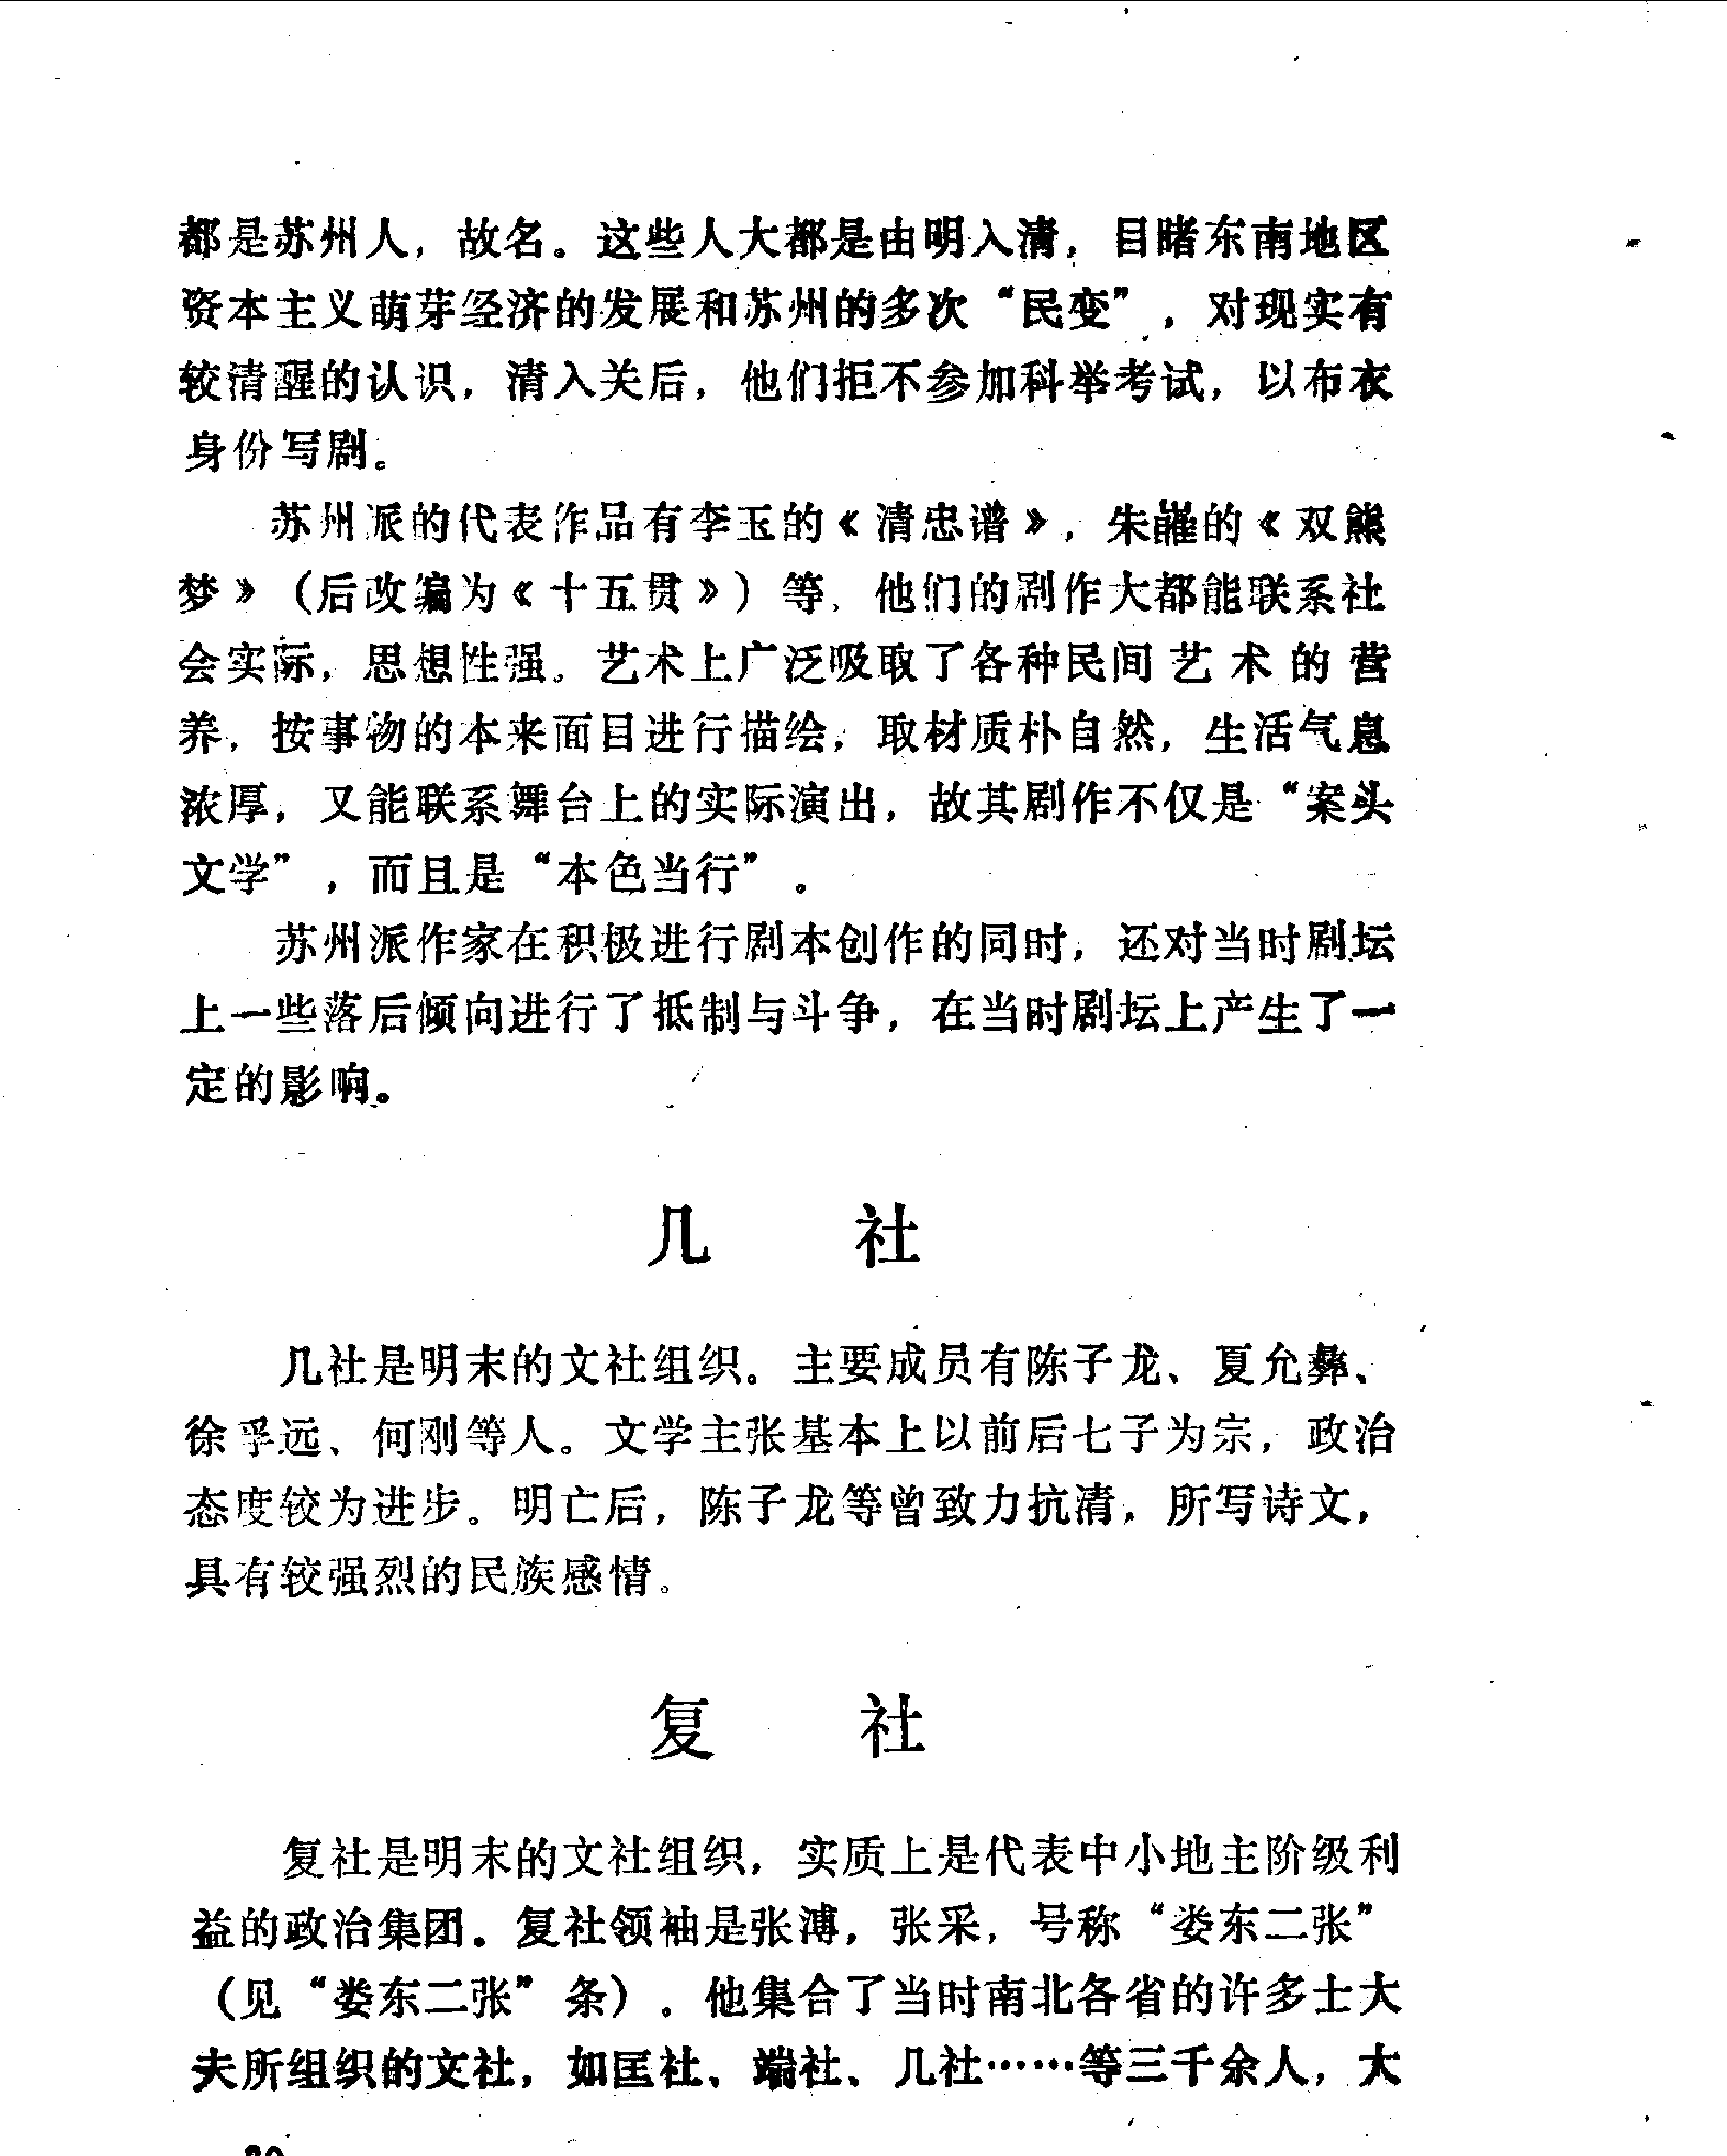 都是苏州人，故名。这些人大都是由明入清，目睹东南地区
资本主义萌芽经济的发展和苏州的多次“民变”，对现实有
较清醒的认识，清入关后，他们拒不参加科举考试，以布衣
身份写剧。
苏州派的代表作品有李玉的《清忠谱》，朱㿥的《双熊
梦》（后改编为《十五贯》）等，他们的剧作大都能联系社
会实际，思想性强。艺术上广泛吸取了各种民间艺术的营
养，按事物的本来面目进行描绘，取材质朴自然，生活气息
浓厚，又能联系舞台上的实际演出，故其剧作不仅是“案头
文学”，而且是“本色当行”。
苏州派作家在积极进行剧本创作的同时，还对当时剧坛
上一些落后倾向进行了抵制与斗争，在当时剧坛上产生了一
定的影响。
几 社
几社是明末的文社组织。主要成员有陈子龙、夏允彝、
徐孚远、何刚等人。文学主张基本上以前后七子为宗，政治
态度较为进步。明亡后，陈子龙等曾致力抗清，所写诗文，
具有较强烈的民族感情。
复 社
复社是明末的文社组织，实质上是代表中小地主阶级利
益的政治集团。复社领袖是张溥，张采，号称“娄东二张”
（见“娄东二张”条）。他集合了当时南北各省的许多士大
夫所组织的文社，如匡社、端社、几社……等三千余人，大